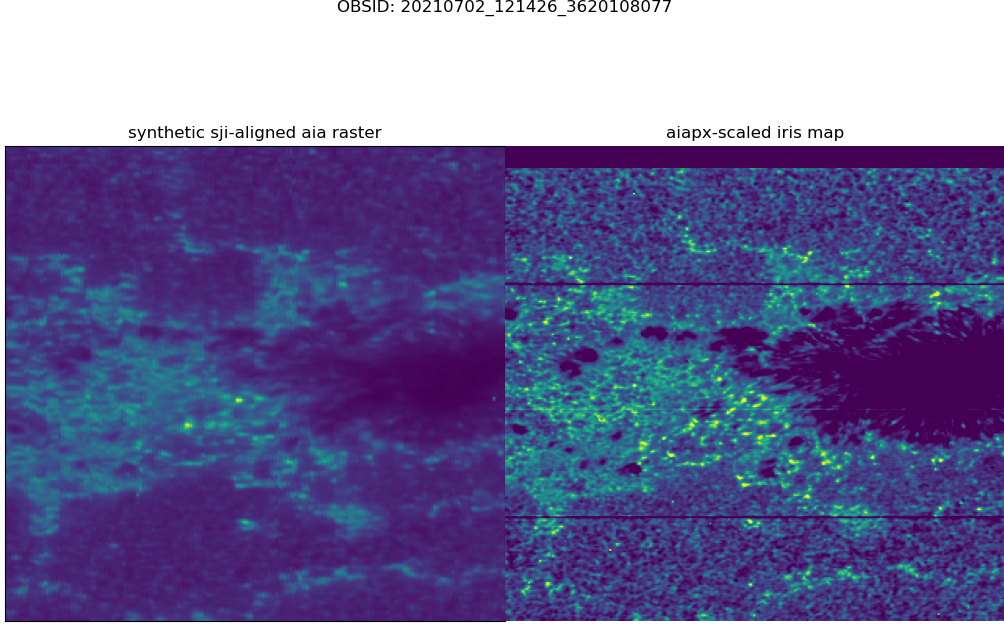 OBSID: 20210702_121426_3620108077
synthetic sji-aligned aia raster
aiapx-scaled iris map